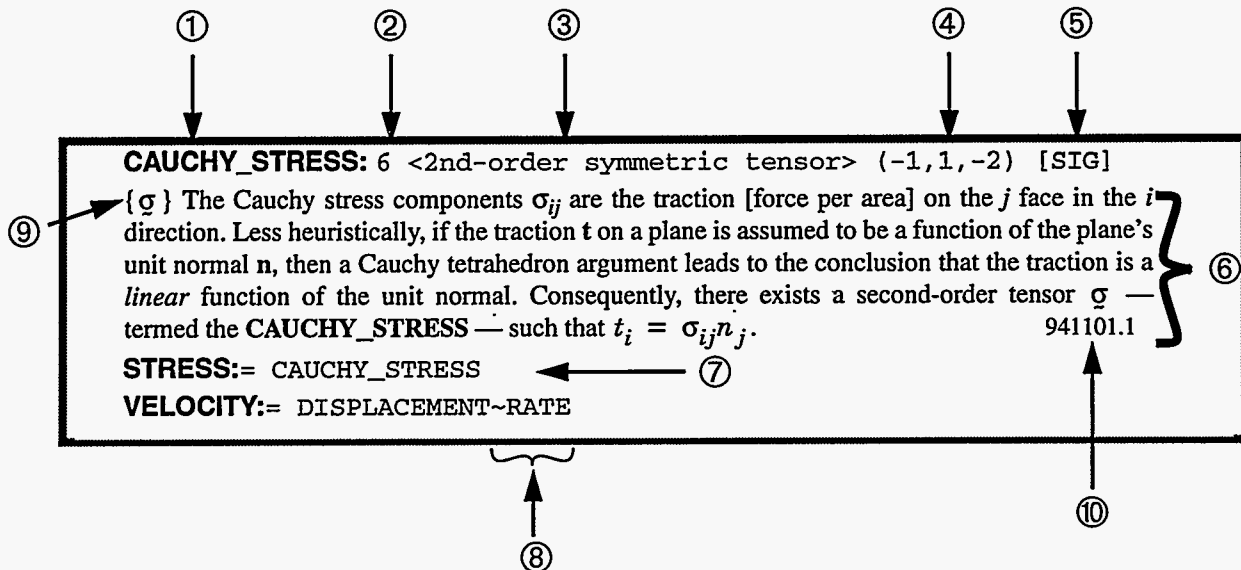 ① ② ③ ④ ⑤
CAUCHY_STRESS: 6 <2nd-order symmetric tensor> (-1,1,-2) [SIG]
{σ̰} The Cauchy stress components σᵢⱼ are the traction [force per area] on the j face in the i
⑨
direction. Less heuristically, if the traction t on a plane is assumed to be a function of the plane's
unit normal n, then a Cauchy tetrahedron argument leads to the conclusion that the traction is a
⑥
linear function of the unit normal. Consequently, there exists a second-order tensor σ̰ —
termed the CAUCHY_STRESS — such that tᵢ = σᵢⱼnⱼ. 941101.1
STRESS:= CAUCHY_STRESS ⑦
VELOCITY:= DISPLACEMENT~RATE
⑩
⑧